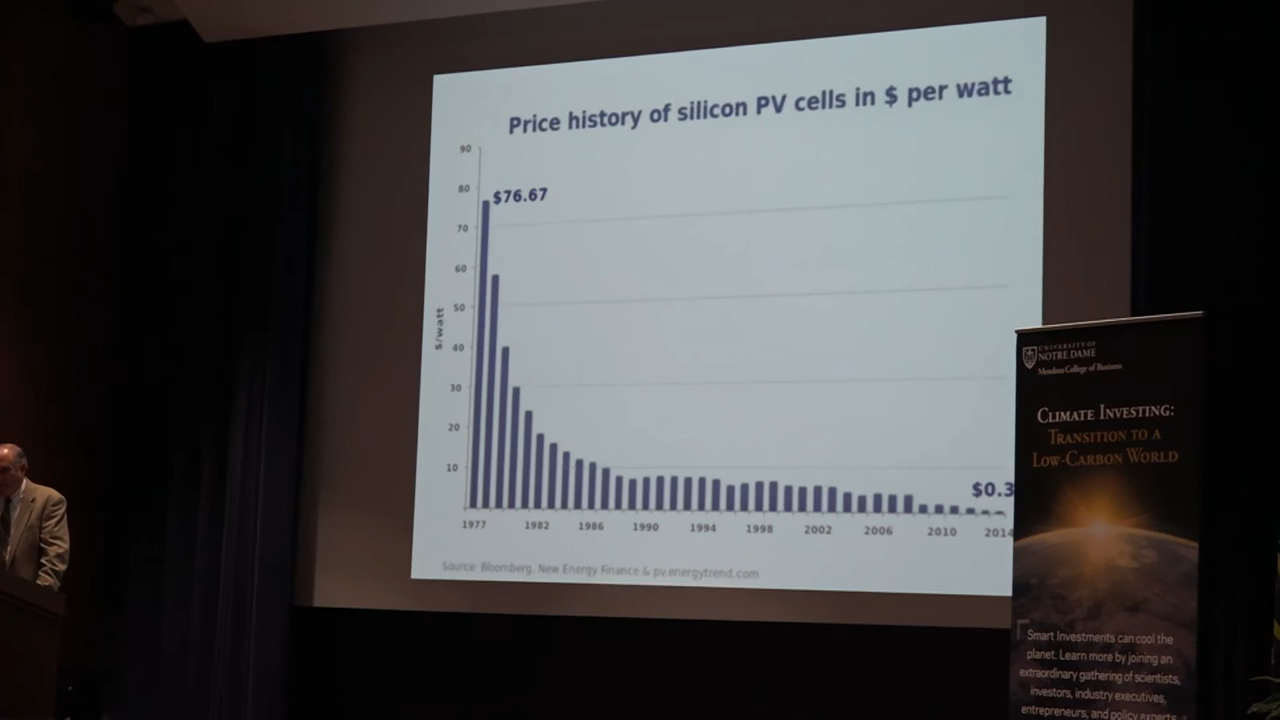 Price history of silicon PV cells in $ per watt
90
80
70
60
50
40
30
20
10
$/watt
$76.67
$0.3
1977 1982 1986 1990 1994 1998 2002 2006 2010 2014
Source: Bloomberg, New Energy Finance & pv.energytrend.com
UNIVERSITY OF
NOTRE DAME
Mendoza College of Business
CLIMATE INVESTING:
TRANSITION TO A
LOW-CARBON WORLD
Smart Investments can cool the
planet. Learn more by joining an
extraordinary gathering of scientists,
investors, industry executives,
entrepreneurs, and policy experts